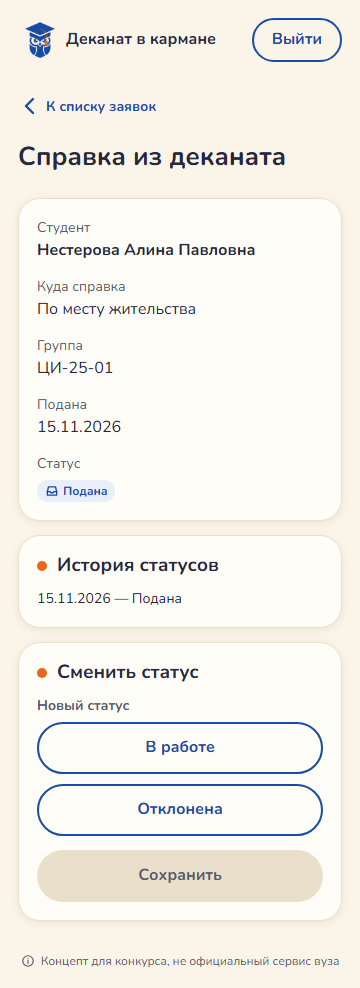 Деканат в кармане
Выйти
К списку заявок
Справка из деканата
Студент
Нестерова Алина Павловна
Куда справка
По месту жительства
Группа
ЦИ-25-01
Подана
15.11.2026
Статус
Подана
История статусов
15.11.2026 — Подана
Сменить статус
Новый статус
В работе
Отклонена
Сохранить
Концепт для конкурса, не официальный сервис вуза